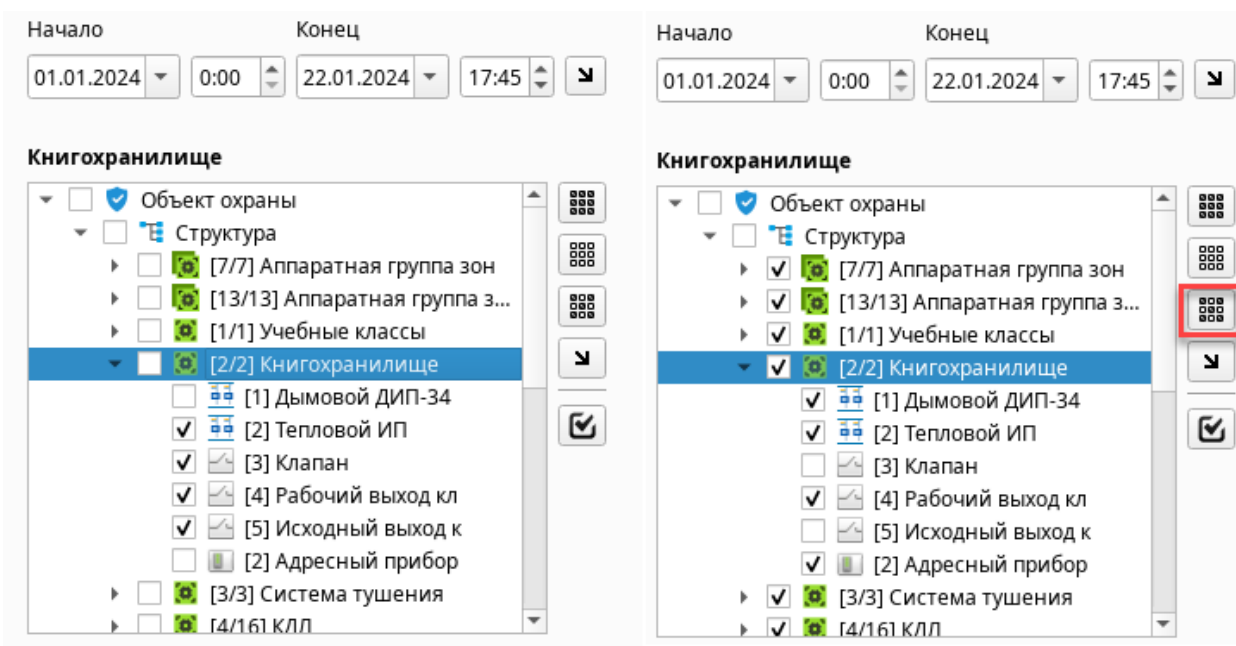 Начало Конец
01.01.2024 0:00 22.01.2024 17:45
Книгохранилище
Объект охраны
Структура
[7/7] Аппаратная группа зон
[13/13] Аппаратная группа з...
[1/1] Учебные классы
[2/2] Книгохранилище
[1] Дымовой ДИП-34
[2] Тепловой ИП
[3] Клапан
[4] Рабочий выход кл
[5] Исходный выход к
[2] Адресный прибор
[3/3] Система тушения
[4/16] КДЛ
Начало Конец
01.01.2024 0:00 22.01.2024 17:45
Книгохранилище
Объект охраны
Структура
[7/7] Аппаратная группа зон
[13/13] Аппаратная группа з...
[1/1] Учебные классы
[2/2] Книгохранилище
[1] Дымовой ДИП-34
[2] Тепловой ИП
[3] Клапан
[4] Рабочий выход кл
[5] Исходный выход к
[2] Адресный прибор
[3/3] Система тушения
[4/16] КДЛ